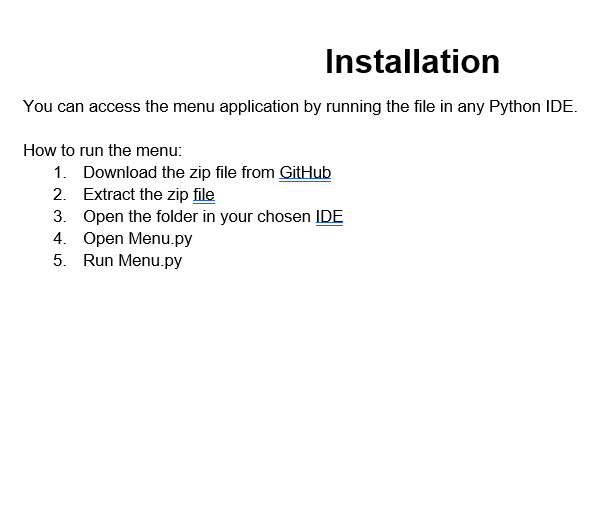 Installation
You can access the menu application by running the file in any Python IDE.
How to run the menu:
1. Download the zip file from GitHub
2. Extract the zip file
3. Open the folder in your chosen IDE
4. Open Menu.py
5. Run Menu.py